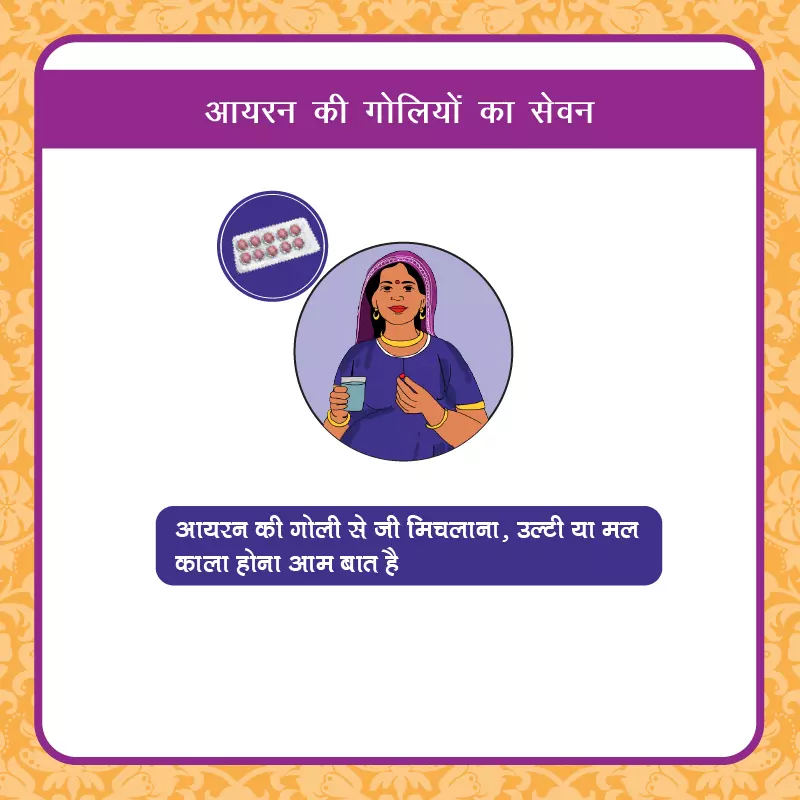 आयरन की गोलियों का सेवन
आयरन की गोली से जी मिचलाना, उल्टी या मल
काला होना आम बात है